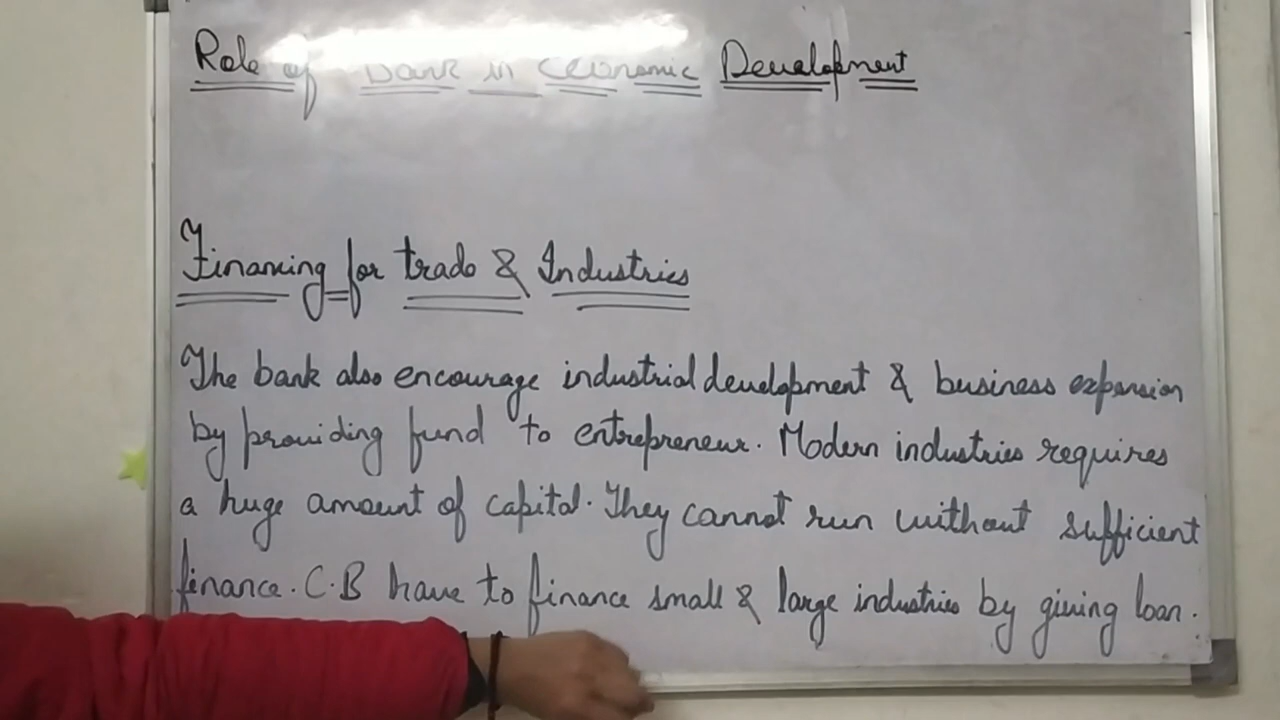 Role of Bank in Economic Development
Financing for trade & Industries
The bank also encourage industrial development & business expansion
by providing fund to entrepreneur. Modern industries requires
a huge amount of capital. They cannot run without sufficient
finance. C.B have to finance small & large industries by giving loan.